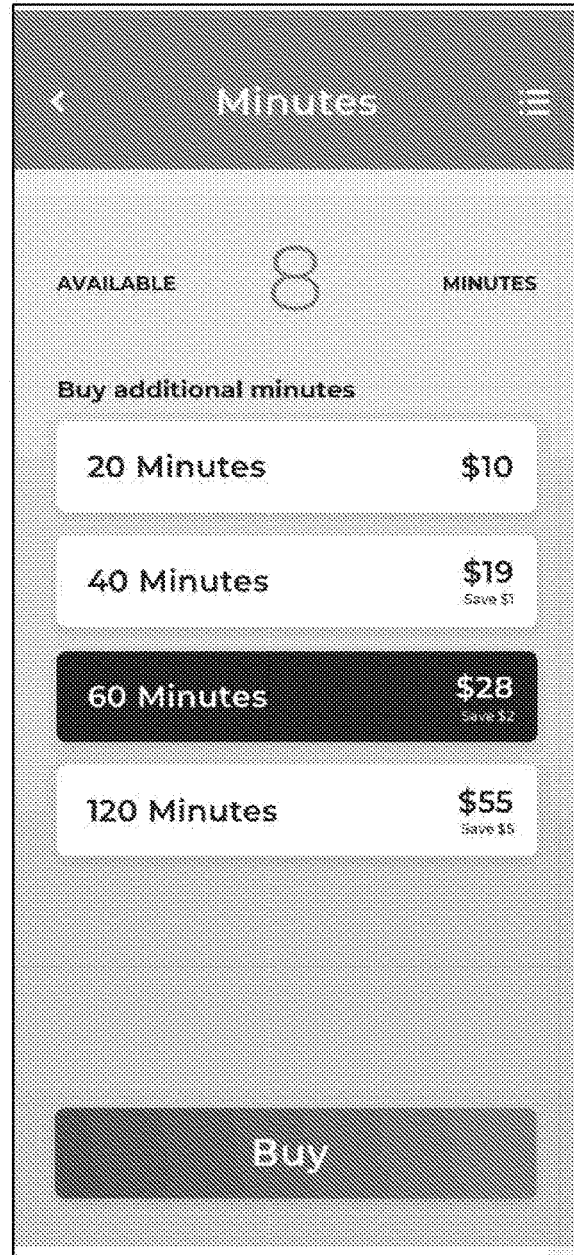 Minutes
AVAILABLE 8 MINUTES
Buy additional minutes
20 Minutes $10
40 Minutes $19
Save $1
60 Minutes $28
Save $2
120 Minutes $55
Save $5
Buy